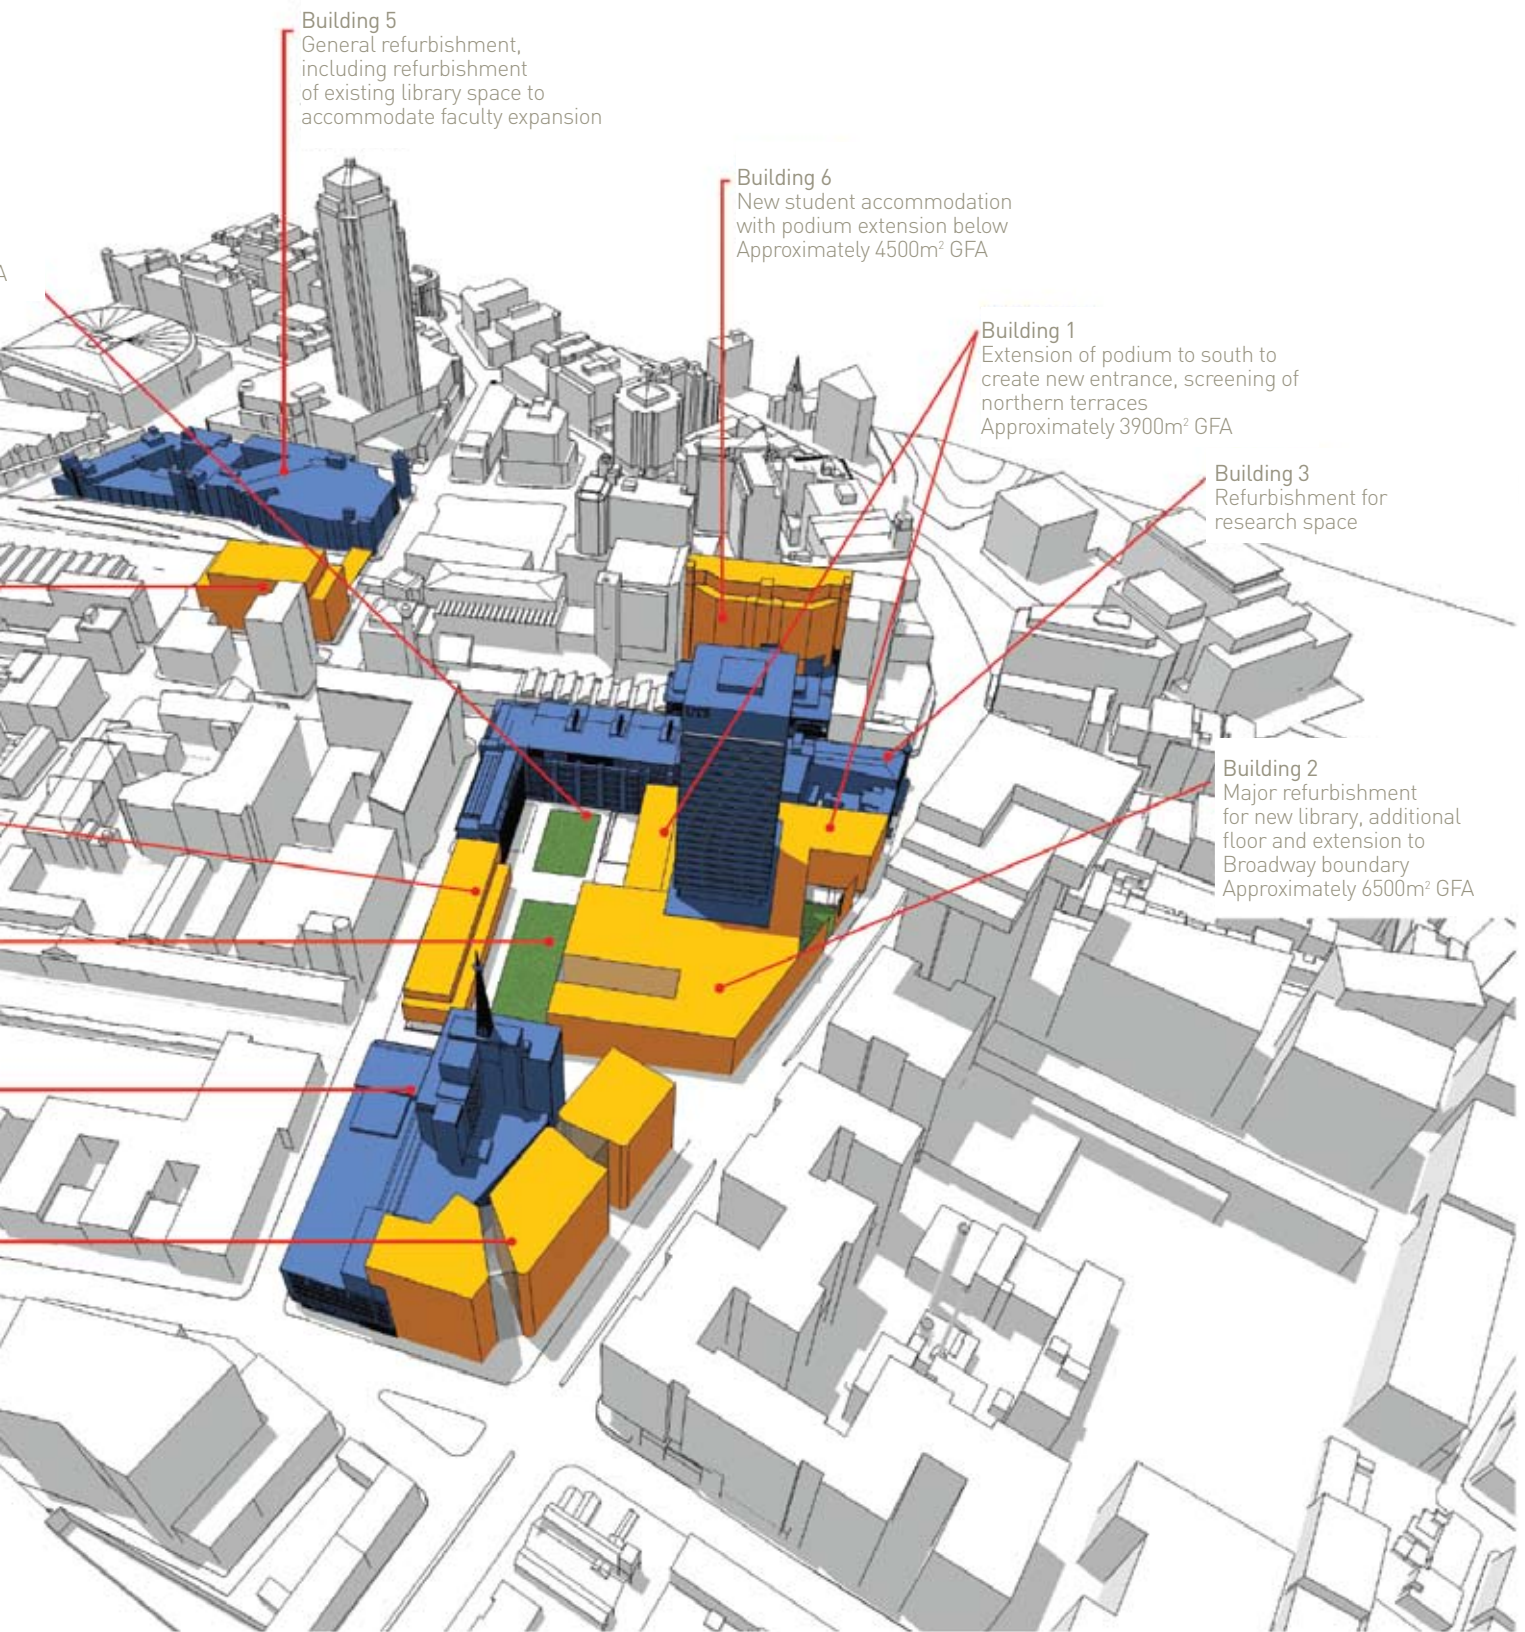 Building 5
General refurbishment,
including refurbishment
of existing library space to
accommodate faculty expansion
Building 6
New student accommodation
with podium extension below
Approximately 4500m² GFA
A
Building 1
Extension of podium to south to
create new entrance, screening of
northern terraces
Approximately 3900m² GFA
Building 3
Refurbishment for
research space
UTS
Building 2
Major refurbishment
for new library, additional
floor and extension to
Broadway boundary
Approximately 6500m² GFA